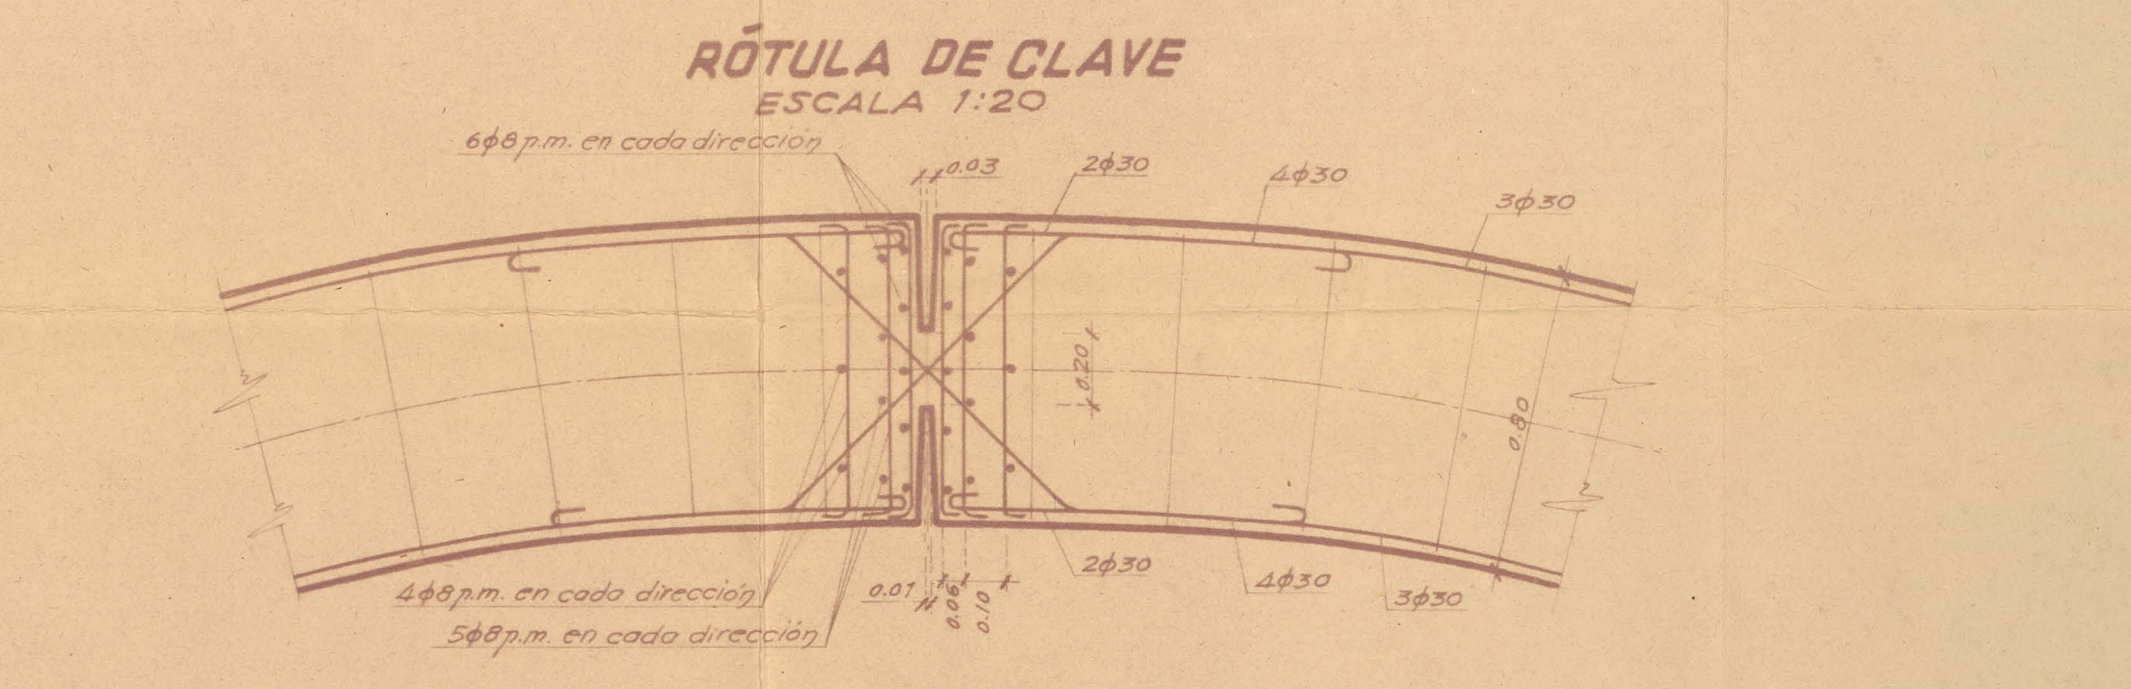 RÓTULA DE CLAVE
ESCALA 1:20
6ϕ8 p.m. en cada dirección
0.03
2ϕ30
4ϕ30
3ϕ30
0.20
0.80
2ϕ30
4ϕ30
3ϕ30
4ϕ8 p.m. en cada dirección
0.01
0.06
0.10
5ϕ8 p.m. en cada dirección